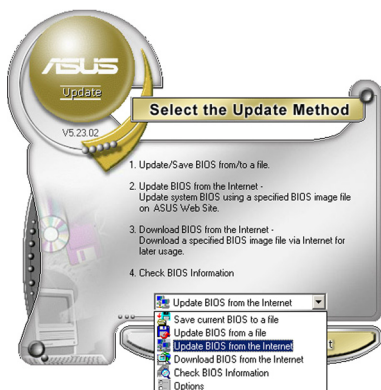 ASUS
Update
V5.23.02
Select the Update Method
1. Update/Save BIOS from/to a file.
2. Update BIOS from the Internet -
Update system BIOS using a specified BIOS image file
on ASUS Web Site.
3. Download BIOS from the Internet -
Download a specified BIOS image file via Internet for
later usage.
4. Check BIOS Information
Update BIOS from the Internet
Save current BIOS to a file
Update BIOS from a file
Update BIOS from the Internet
Download BIOS from the Internet
Check BIOS Information
Options